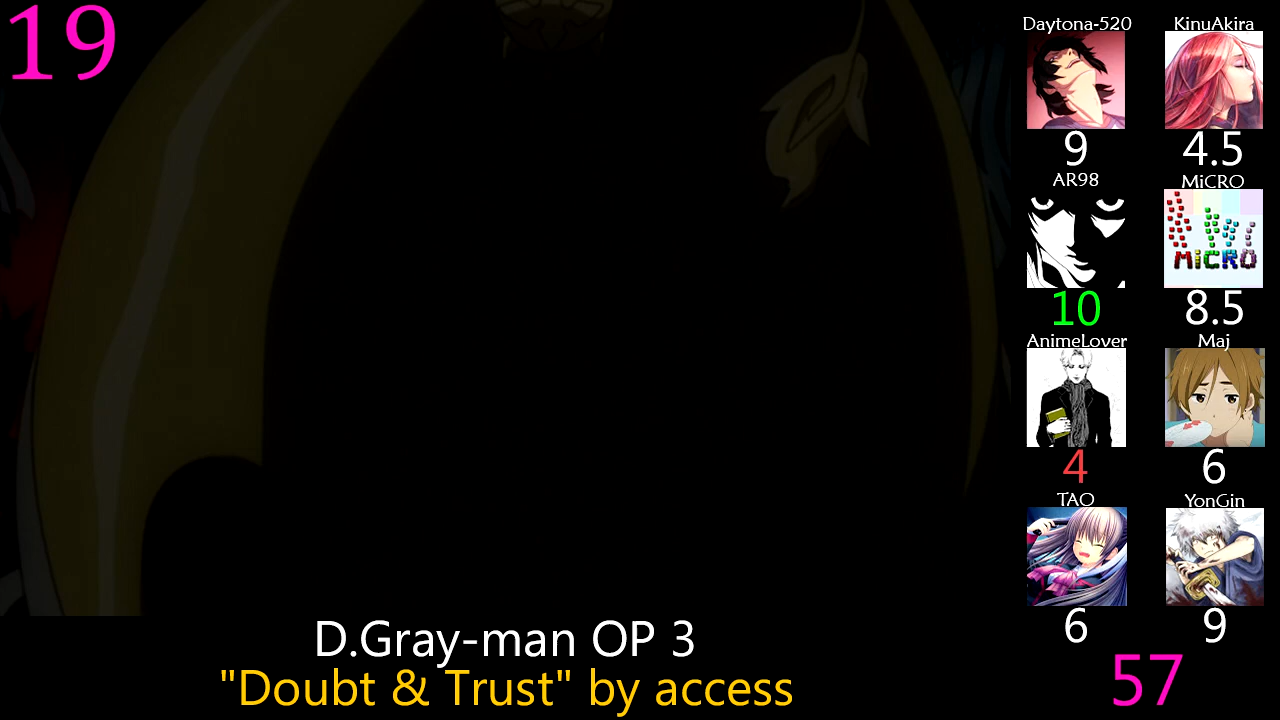 19
Daytona-520 KinuAkira
9 4.5
AR98 MiCRO
MiCRO
10 8.5
AnimeLover Maj
4 6
TAO YonGin
6 9
D.Gray-man OP 3
"Doubt & Trust" by access
57